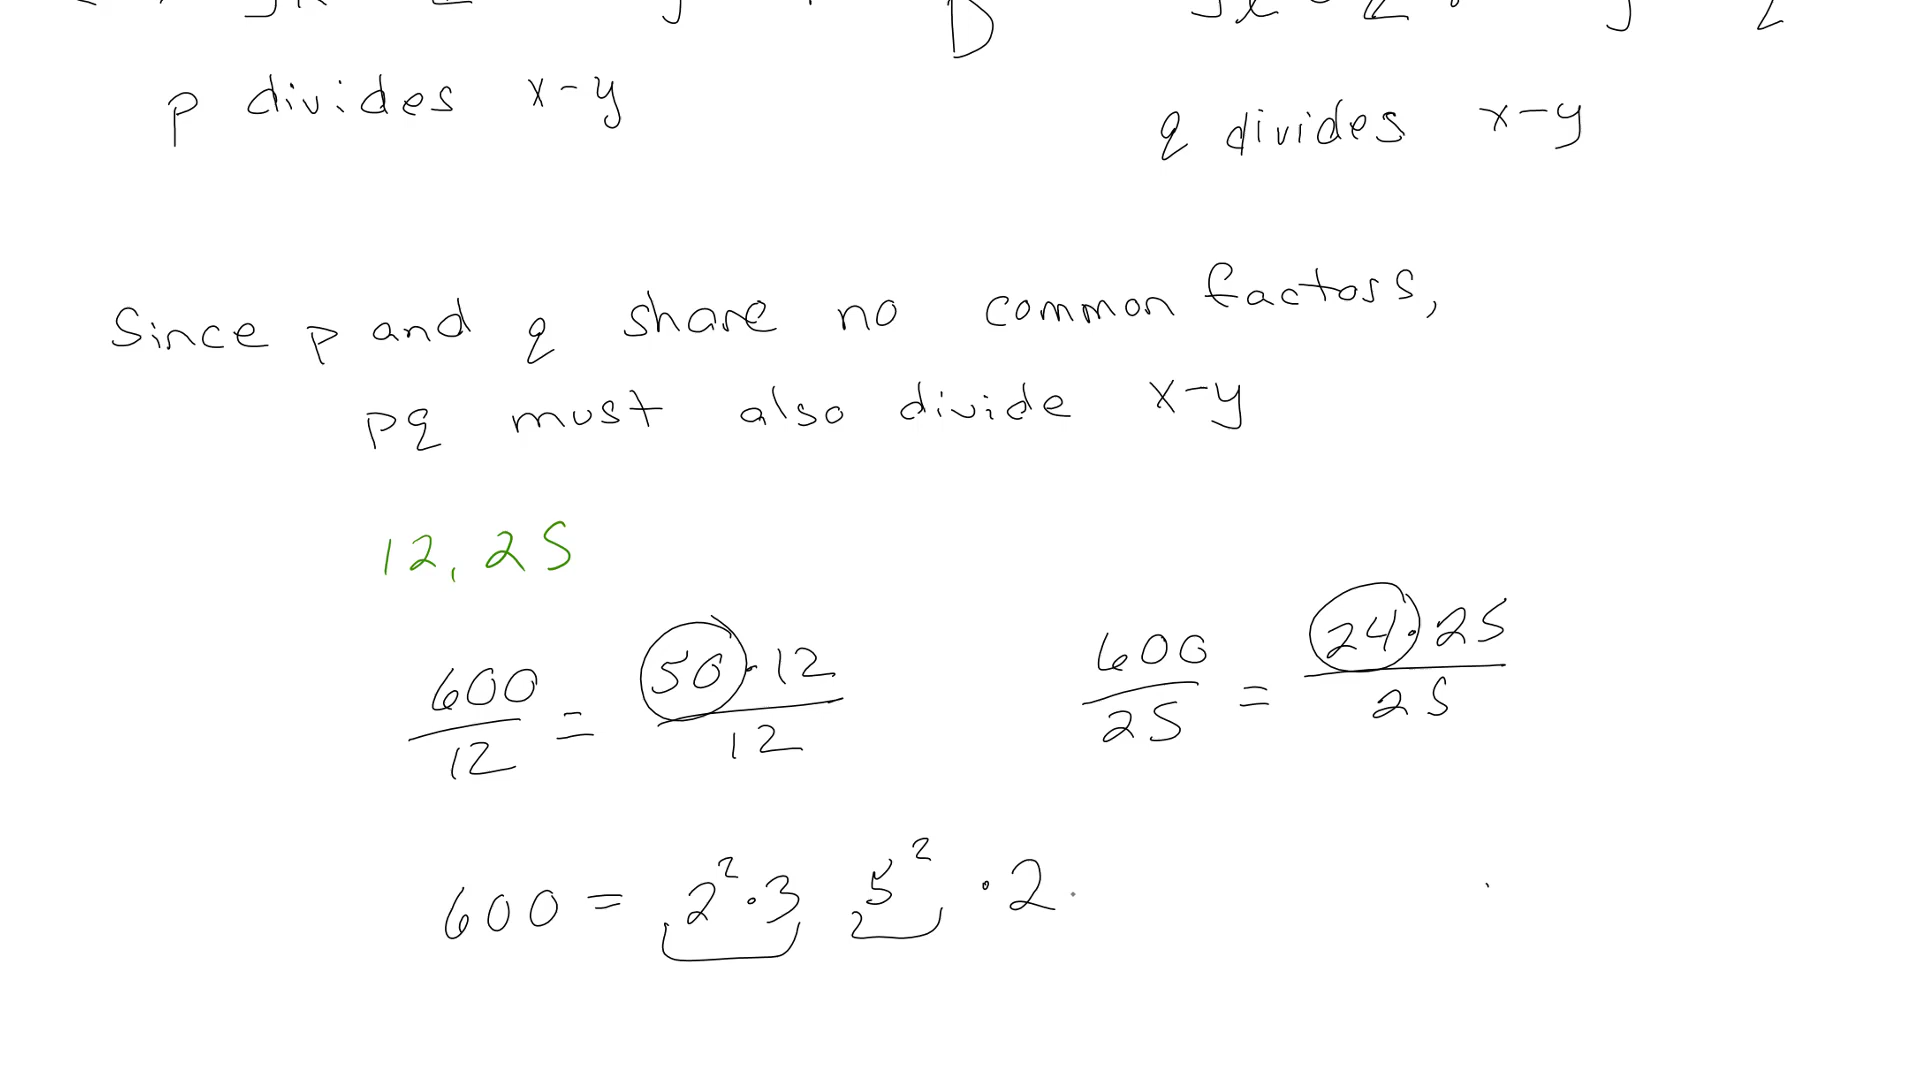 p divides x-y
q divides x-y
Since p and q share no common factors,
pq must also divide x-y
12, 25
600/12 = 50·12/12
600/25 = 24·25/25
600 = 2²·3 5² · 2